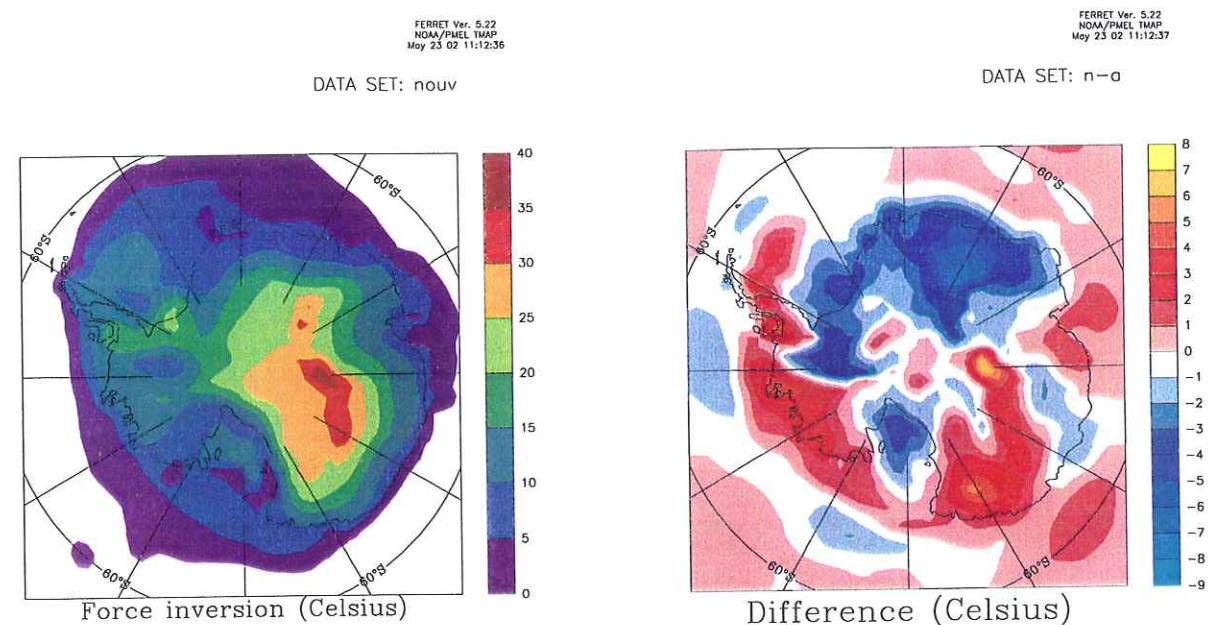 FERRET Ver. 5.22
NOAA/PMEL TMAP
May 23 02 11:12:36
DATA SET: nouv
60°S
60°S
60°S
60°S
40
35
30
25
20
15
10
5
0
Force inversion (Celsius)
FERRET Ver. 5.22
NOAA/PMEL TMAP
May 23 02 11:12:37
DATA SET: n-a
60°S
60°S
60°S
60°S
8
7
6
5
4
3
2
1
0
-1
-2
-3
-4
-5
-6
-7
-8
-9
Difference (Celsius)